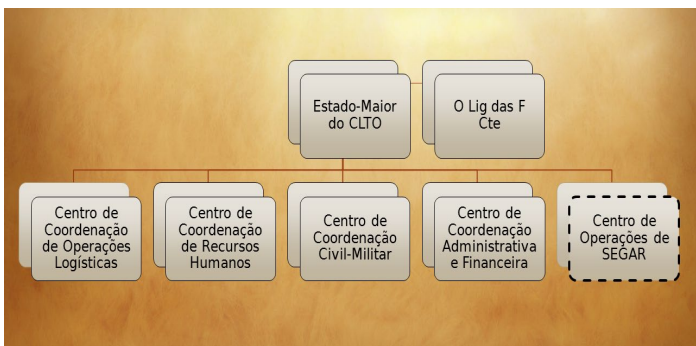 Estado-Maior
do CLTO
O Lig das F
Cte
Centro de
Coordenação
de Operações
Logísticas
Centro de
Coordenação
de Recursos
Humanos
Centro de
Coordenação
Civil-Militar
Centro de
Coordenação
Administrativa
e Financeira
Centro de
Operações de
SEGAR